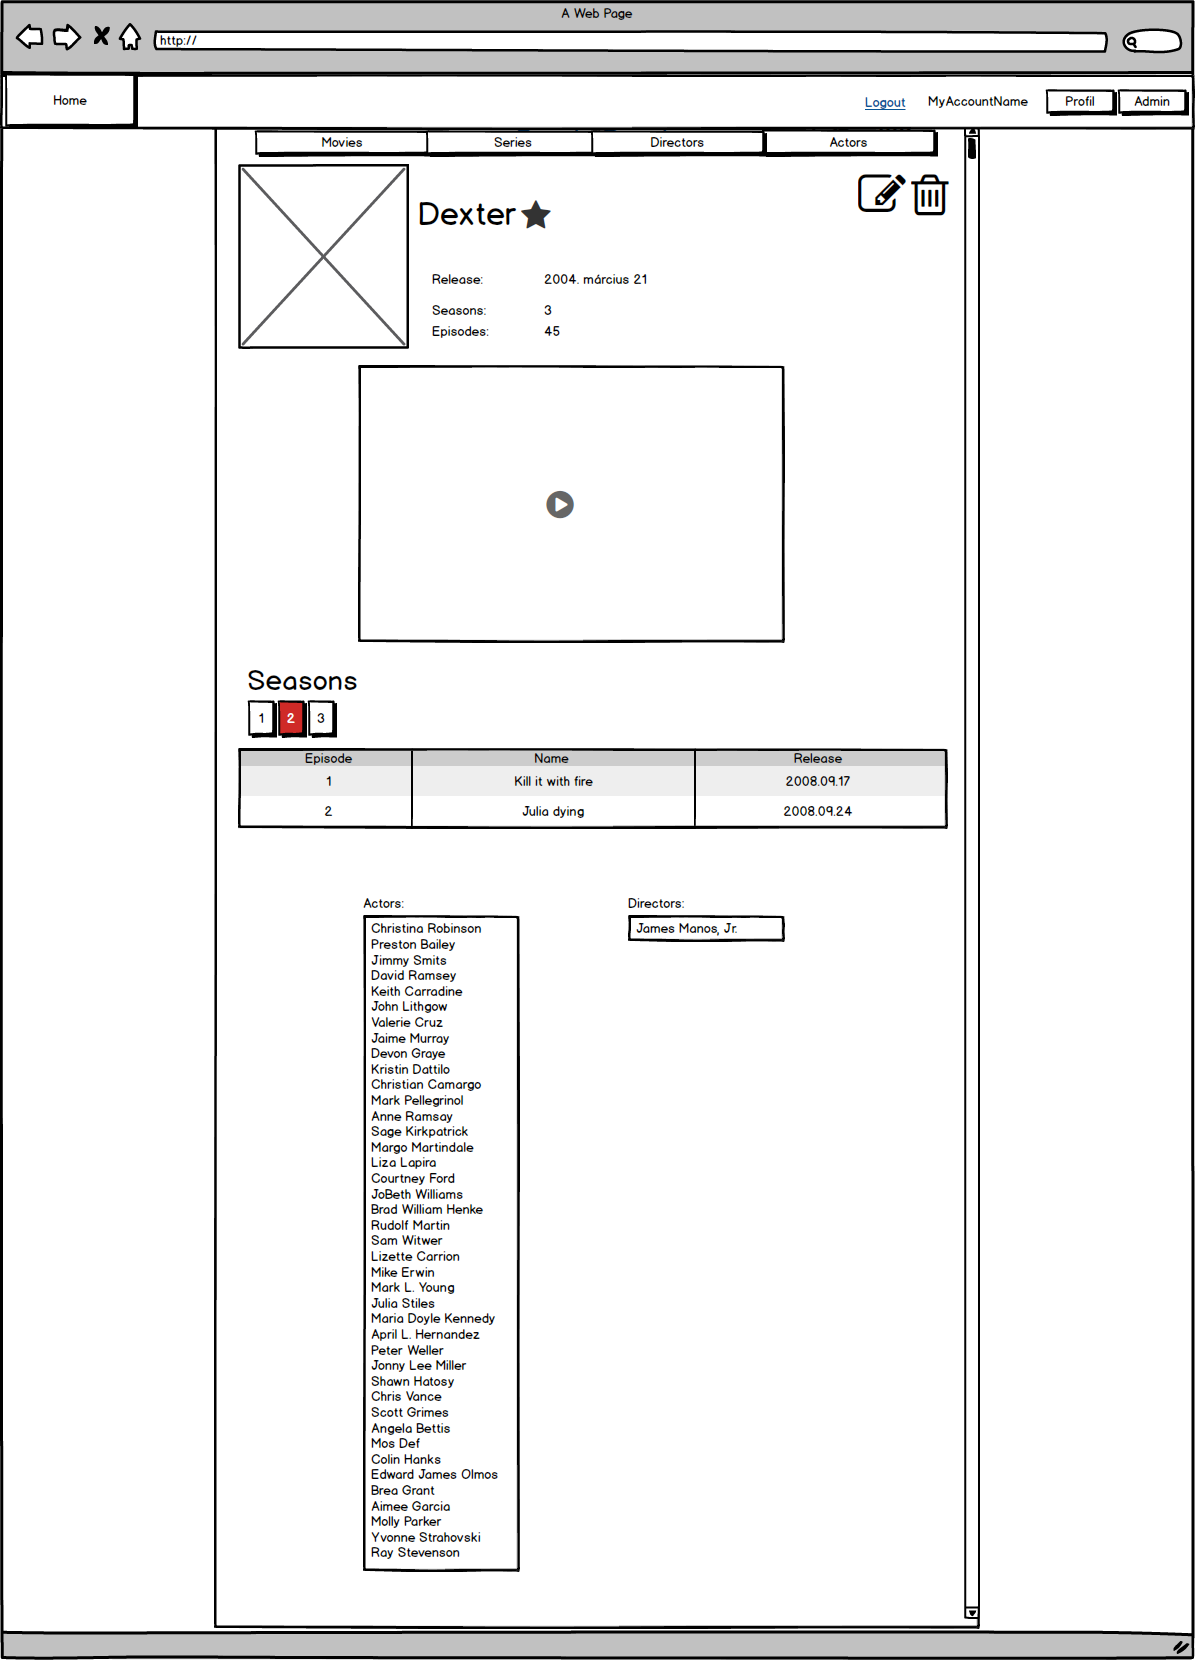 A Web Page
http://
Home
Logout MyAccountName Profil Admin
Movies Series Directors Actors
Dexter
Release: 2004. március 21
Seasons: 3
Episodes: 45
Seasons
1 2 3
Episode Name Release
1 Kill it with fire 2008.09.17
2 Julia dying 2008.09.24
Actors:
Christina Robinson
Preston Bailey
Jimmy Smits
David Ramsey
Keith Carradine
John Lithgow
Valerie Cruz
Jaime Murray
Devon Graye
Kristin Dattilo
Christian Camargo
Mark Pellegrinol
Anne Ramsay
Sage Kirkpatrick
Margo Martindale
Liza Lapira
Courtney Ford
JoBeth Williams
Brad William Henke
Rudolf Martin
Sam Witwer
Lizette Carrion
Mike Erwin
Mark L. Young
Julia Stiles
Maria Doyle Kennedy
April L. Hernandez
Peter Weller
Jonny Lee Miller
Shawn Hatosy
Chris Vance
Scott Grimes
Angela Bettis
Mos Def
Colin Hanks
Edward James Olmos
Brea Grant
Aimee Garcia
Molly Parker
Yvonne Strahovski
Ray Stevenson
Directors:
James Manos, Jr.